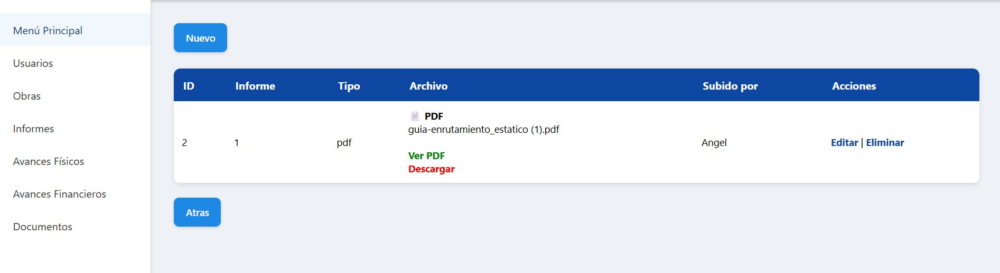 Menú Principal
Usuarios
Obras
Informes
Avances Físicos
Avances Financieros
Documentos
Nuevo
ID Informe Tipo Archivo Subido por Acciones
PDF
guia-enrutamiento_estatico (1).pdf
2 1 pdf Angel Editar | Eliminar
Ver PDF
Descargar
Atras